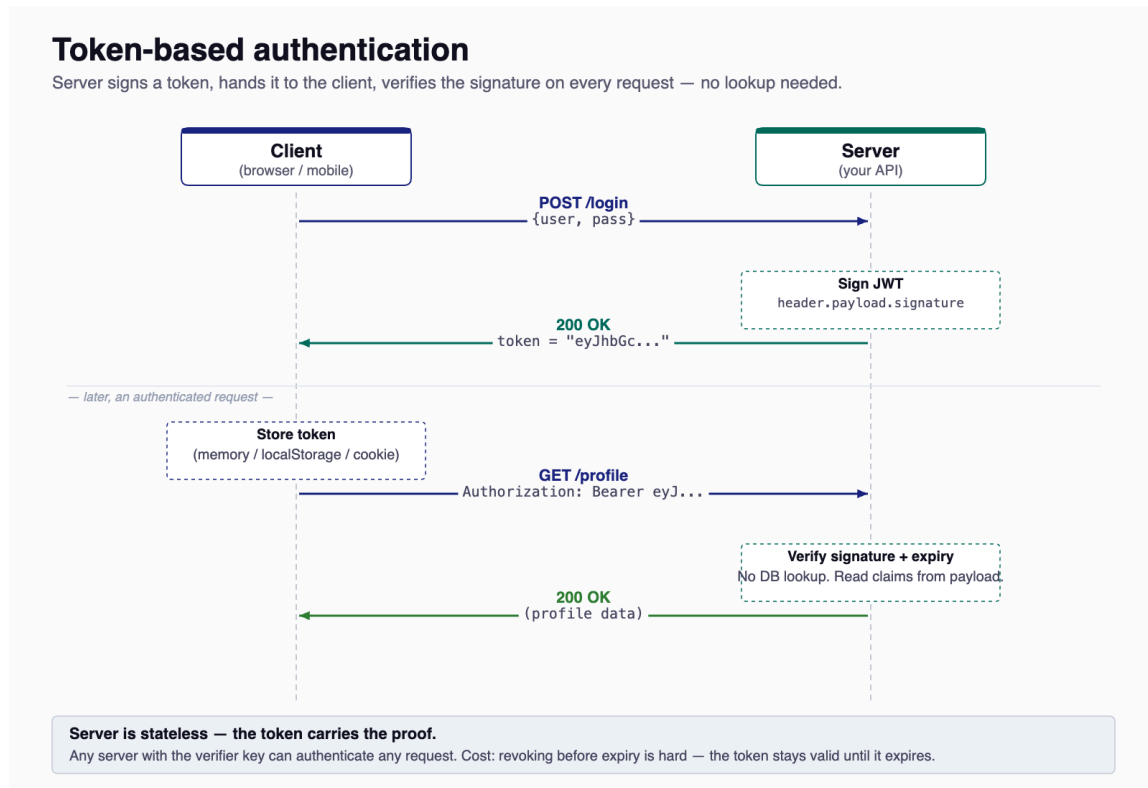 Token-based authentication
Server signs a token, hands it to the client, verifies the signature on every request — no lookup needed.
Client
(browser / mobile)
Server
(your API)
POST /login
{user, pass}
Sign JWT
header.payload.signature
200 OK
token = "eyJhbGc..."
— later, an authenticated request —
Store token
(memory / localStorage / cookie)
GET /profile
Authorization: Bearer eyJ...
Verify signature + expiry
No DB lookup. Read claims from payload.
200 OK
(profile data)
Server is stateless — the token carries the proof.
Any server with the verifier key can authenticate any request. Cost: revoking before expiry is hard — the token stays valid until it expires.